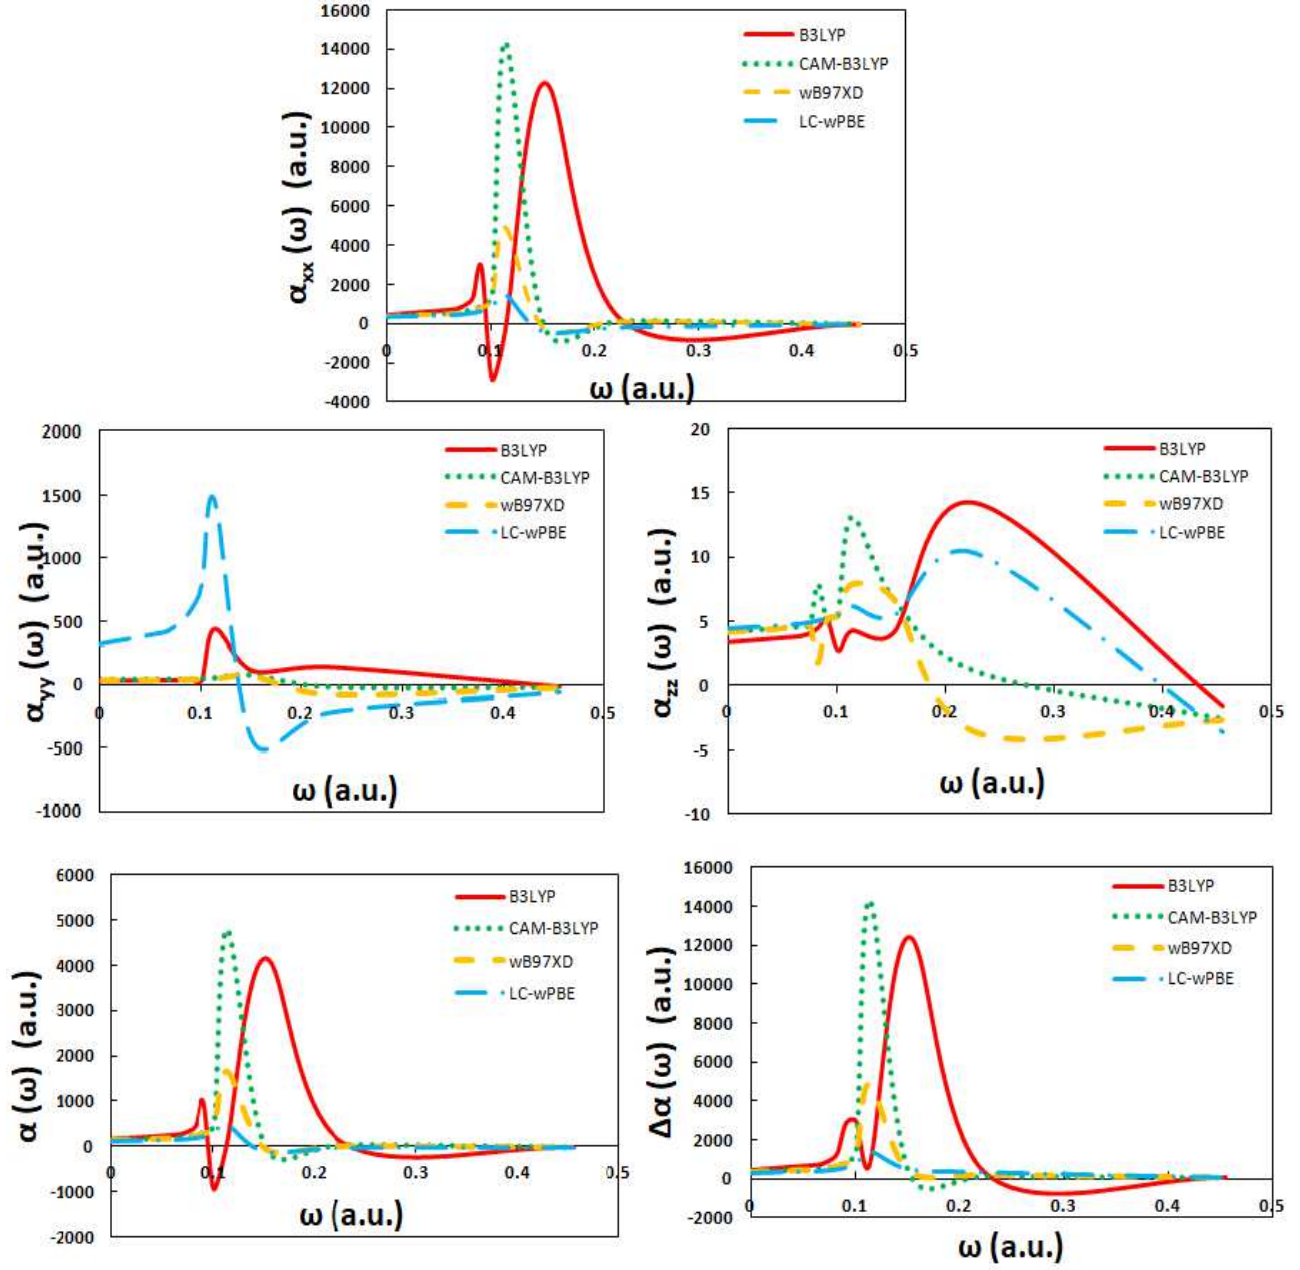 16000
14000
12000
10000
8000
6000
4000
2000
0
-2000
-4000
αxx (ω) (a.u.)
B3LYP
CAM-B3LYP
wB97XD
LC-wPBE
0 0.1 0.2 0.3 0.4 0.5
ω (a.u.)
2000
1500
1000
500
0
-500
-1000
αyy (ω) (a.u.)
B3LYP
CAM-B3LYP
wB97XD
LC-wPBE
0 0.1 0.2 0.3 0.4 0.5
ω (a.u.)
20
15
10
5
0
-5
-10
αzz (ω) (a.u.)
B3LYP
CAM-B3LYP
wB97XD
LC-wPBE
0 0.1 0.2 0.3 0.4 0.5
ω (a.u.)
6000
5000
4000
3000
2000
1000
0
-1000
-2000
α (ω) (a.u.)
B3LYP
CAM-B3LYP
wB97XD
LC-wPBE
0 0.1 0.2 0.3 0.4 0.5
ω (a.u.)
16000
14000
12000
10000
8000
6000
4000
2000
0
-2000
Δα (ω) (a.u.)
B3LYP
CAM-B3LYP
wB97XD
LC-wPBE
0 0.1 0.2 0.3 0.4 0.5
ω (a.u.)